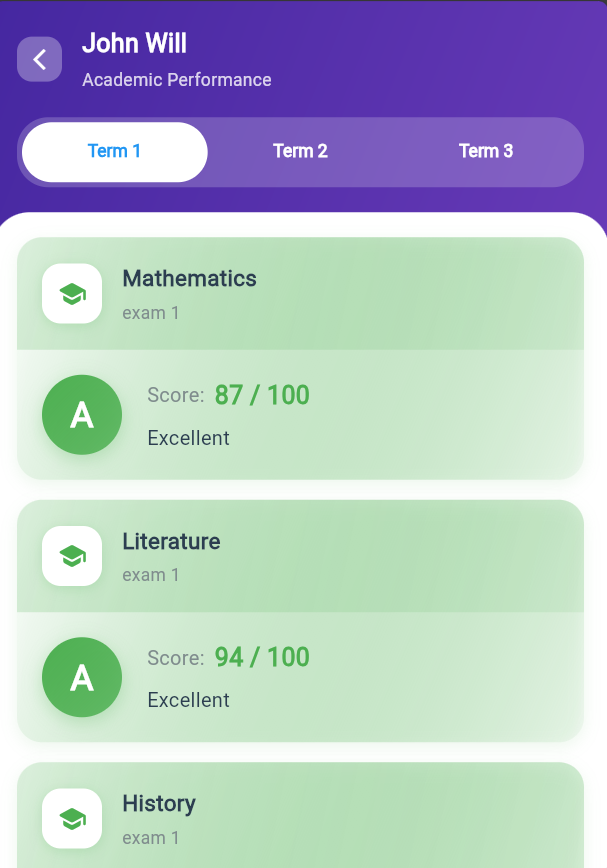 John Will
Academic Performance
Term 1 Term 2 Term 3
Mathematics
exam 1
A
Score: 87 / 100
Excellent
Literature
exam 1
A
Score: 94 / 100
Excellent
History
exam 1